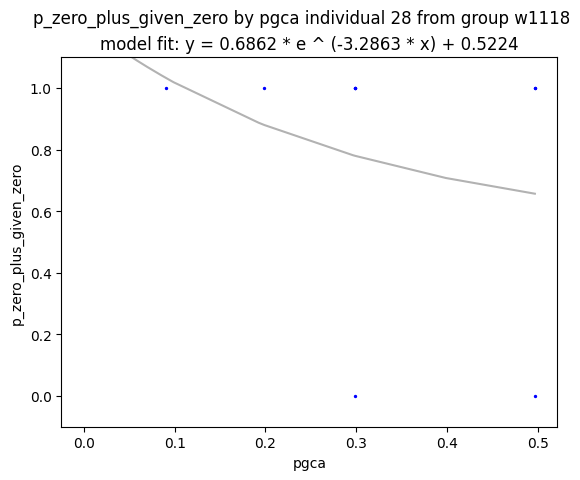 p_zero_plus_given_zero by pgca individual 28 from group w1118
model fit: y = 0.6862 * e ^ (-3.2863 * x) + 0.5224
p_zero_plus_given_zero
1.0
0.8
0.6
0.4
0.2
0.0
0.0 0.1 0.2 0.3 0.4 0.5
pgca